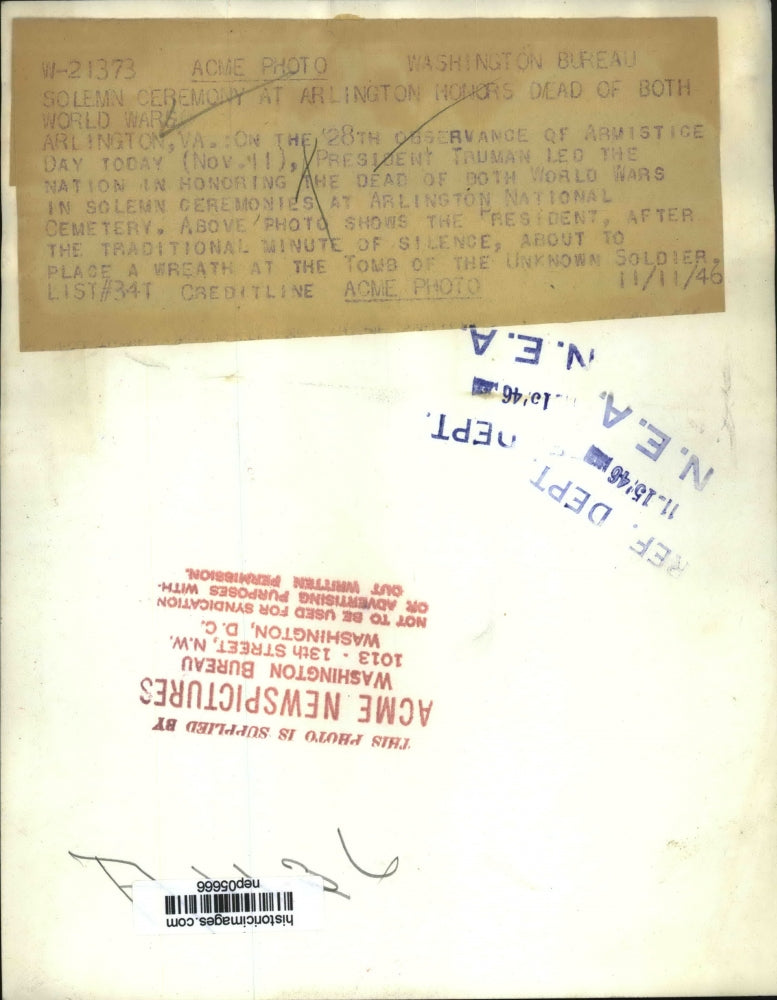 W-21373 ACME PHOTO WASHINGTON BUREAU
SOLEMN CEREMONY AT ARLINGTON HONORS DEAD OF BOTH
WORLD WARS
ARLINGTON, VA.:ON THE 28TH OBSERVANCE OF ARMISTICE
DAY TODAY (NOV. 11), PRESIDENT TRUMAN LED THE
NATION IN HONORING THE DEAD OF BOTH WORLD WARS
IN SOLEMN CEREMONIES AT ARLINGTON NATIONAL
CEMETERY. ABOVE PHOTO SHOWS THE PRESIDENT, AFTER
THE TRADITIONAL MINUTE OF SILENCE, ABOUT TO
PLACE A WREATH AT THE TOMB OF THE UNKNOWN SOLDIER.
LIST#34T CREDITLINE ACME PHOTO 11/11/46
N.E.A.
15'46
DEPT.
N.E.A.
11.15'46
REF. DEPT.
THIS PHOTO IS SUPPLIED BY
ACME NEWSPICTURES
WASHINGTON BUREAU
1013 - 13th STREET, N.W.
WASHINGTON, D. C.
NOT TO BE USED FOR SYNDICATION
OR ADVERTISING PURPOSES WITH-
OUT WRITTEN PERMISSION.
historicimages.com
nep05666